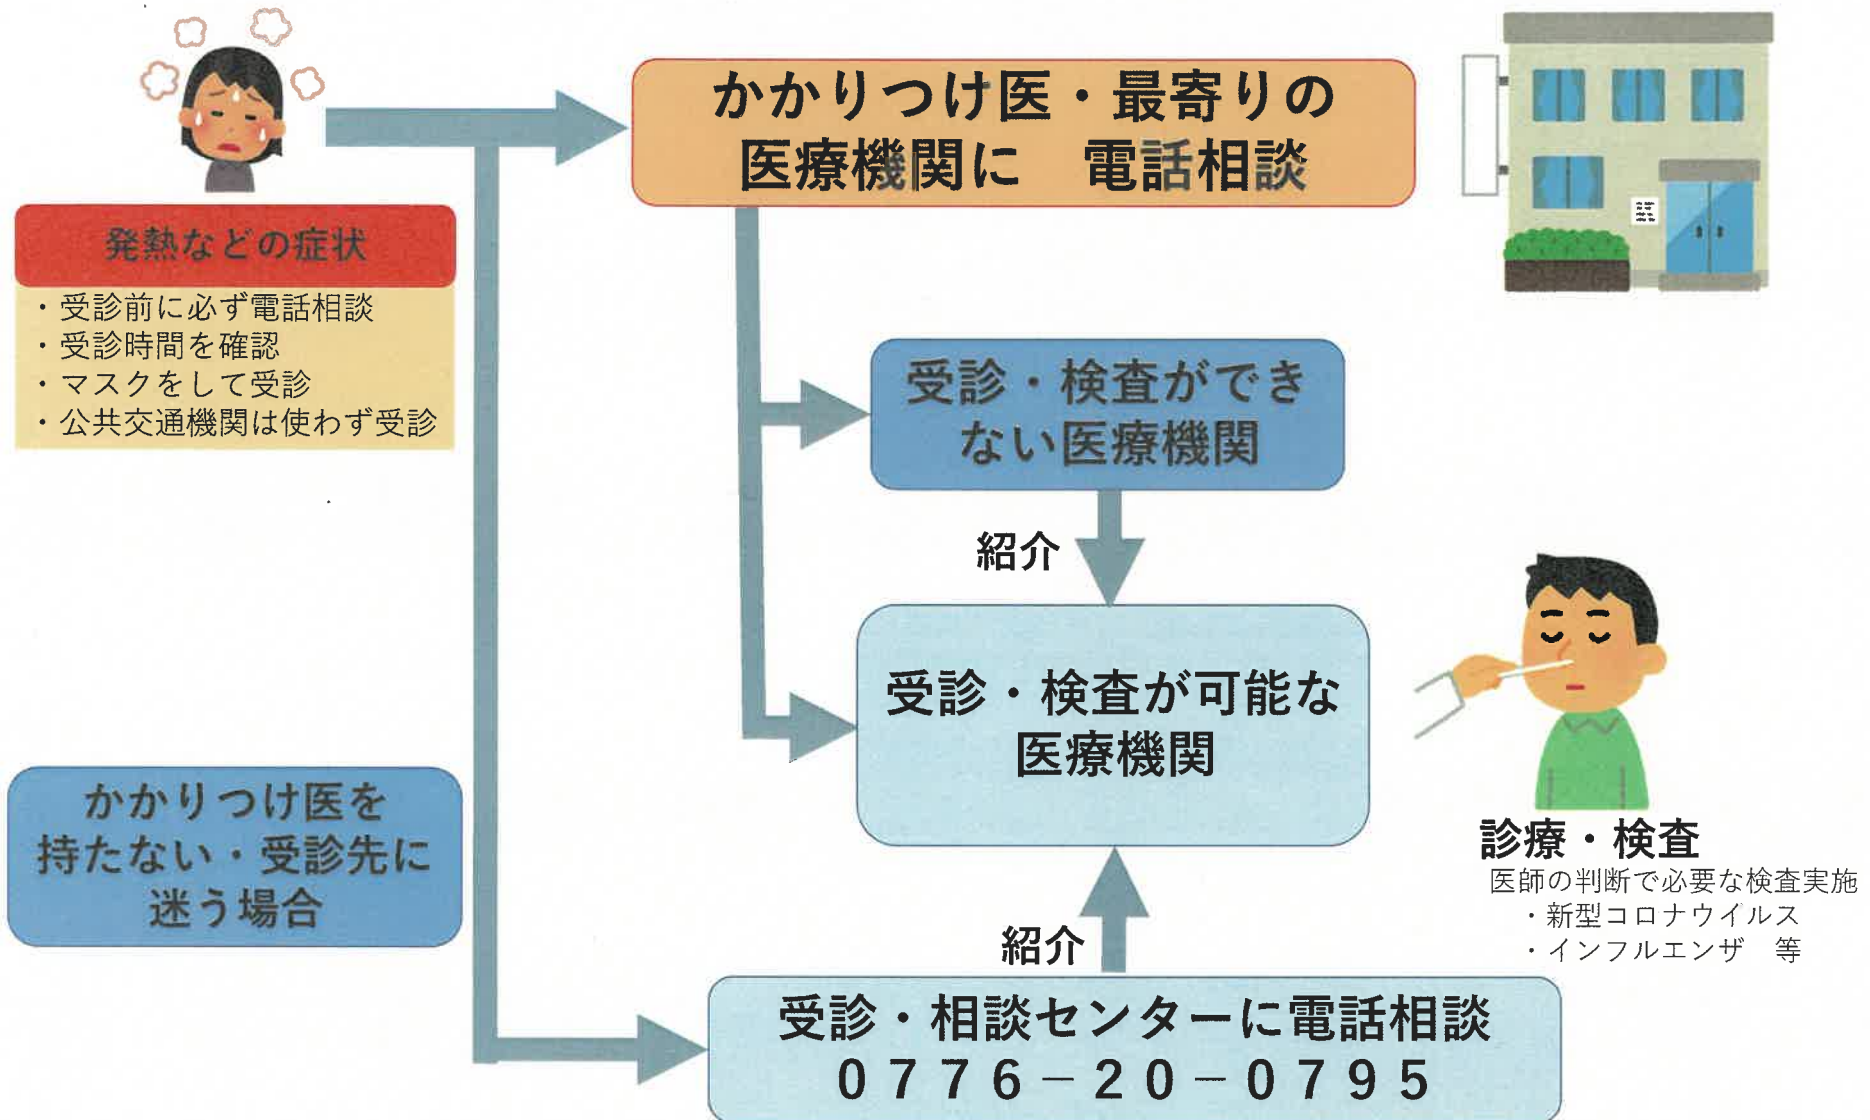 かかりつけ医・最寄りの
医療機関に　電話相談
発熱などの症状
・受診前に必ず電話相談
・受診時間を確認
・マスクをして受診
・公共交通機関は使わず受診
受診・検査ができ
ない医療機関
紹介
受診・検査が可能な
医療機関
かかりつけ医を
持たない・受診先に
迷う場合
診療・検査
医師の判断で必要な検査実施
・新型コロナウイルス
・インフルエンザ　等
紹介
受診・相談センターに電話相談
０７７６－２０－０７９５